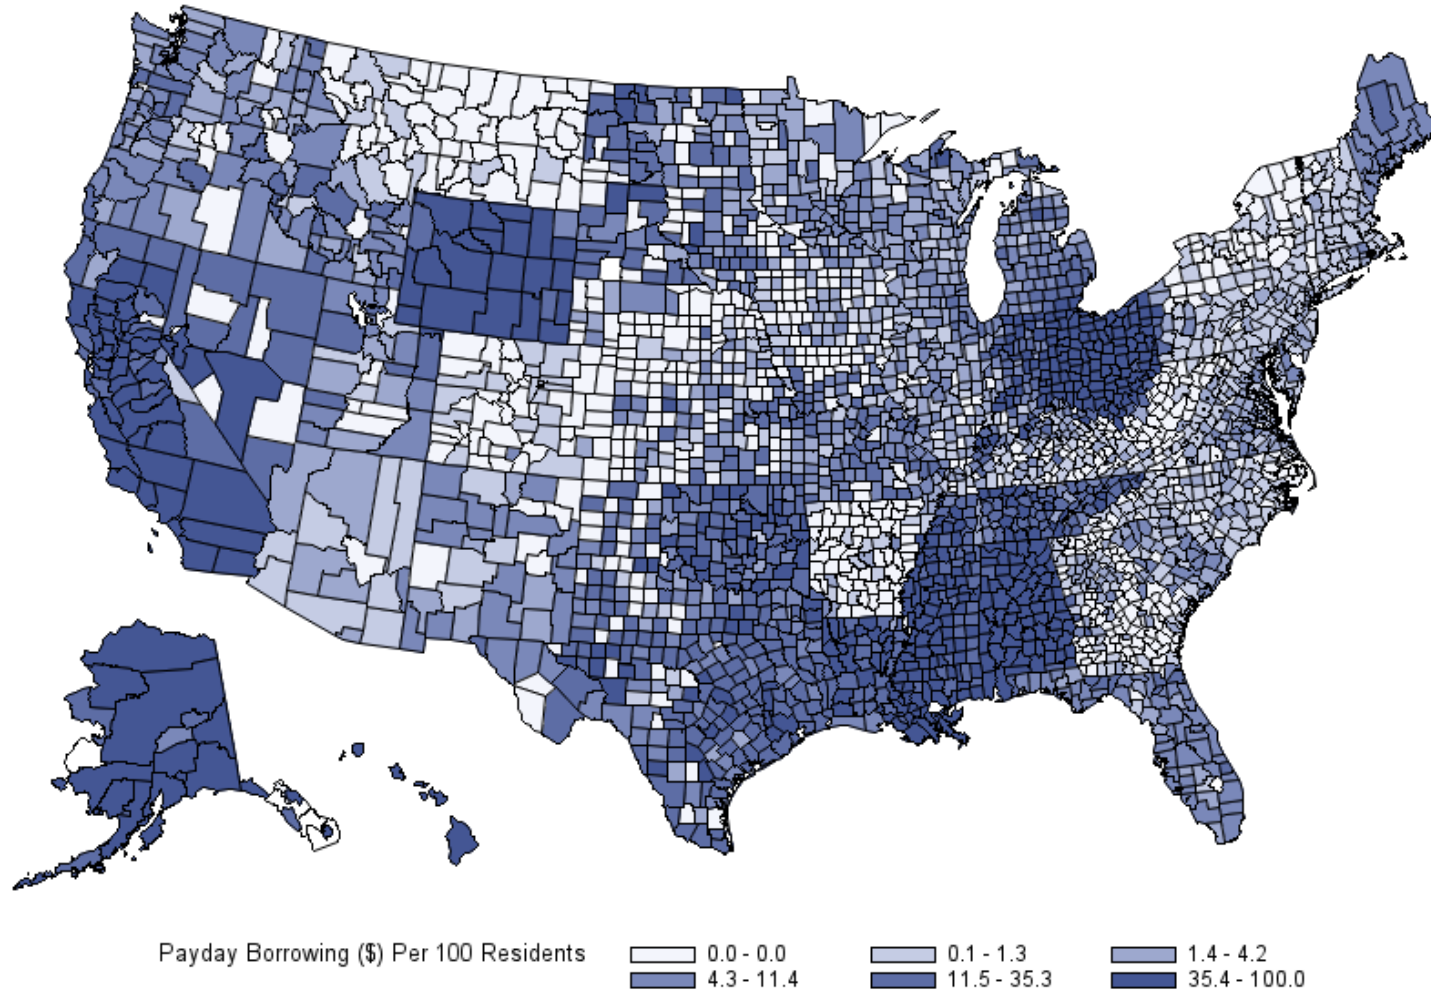 Payday Borrowing ($) Per 100 Residents 0.0 - 0.0 0.1 - 1.3 1.4 - 4.2
4.3 - 11.4 11.5 - 35.3 35.4 - 100.0